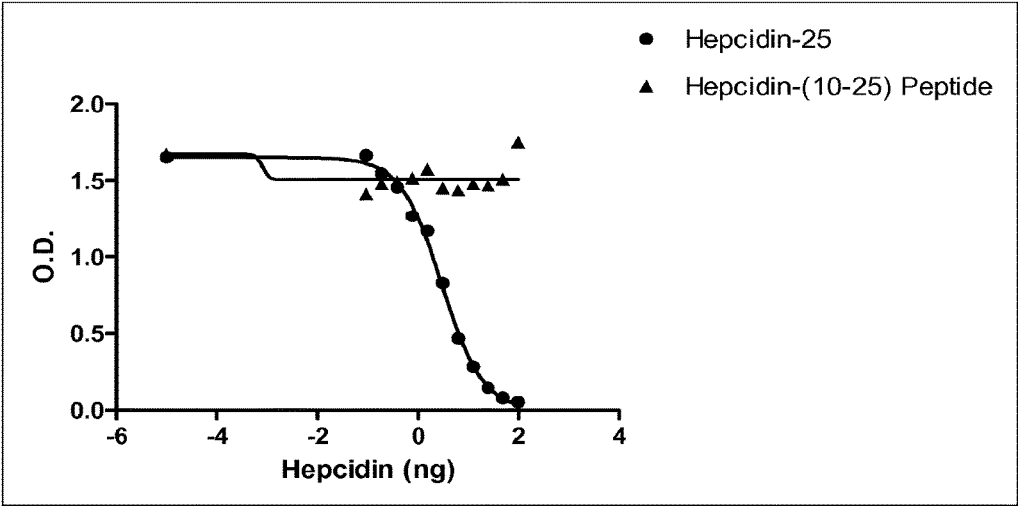 Hepcidin-25
Hepcidin-(10-25) Peptide
2.0
1.5
1.0
0.5
0.0
O.D.
-6 -4 -2 0 2 4
Hepcidin (ng)